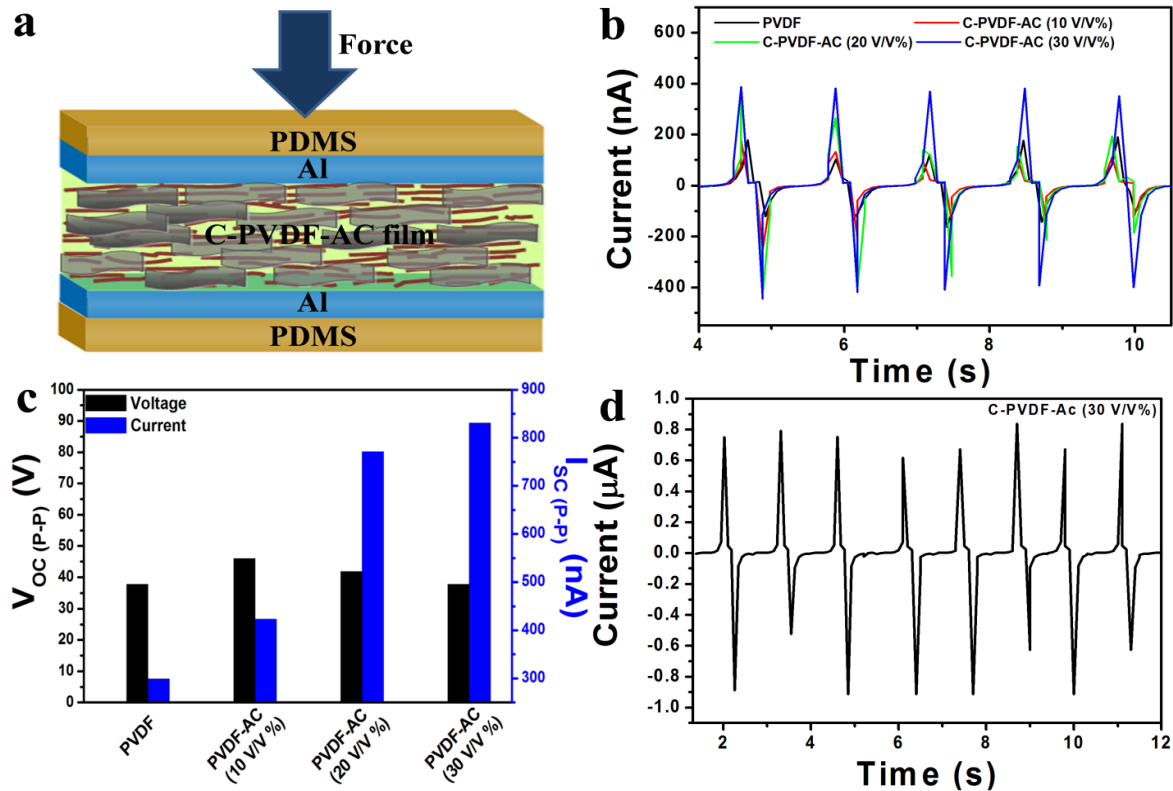 a
Force
PDMS
Al
C-PVDF-AC film
Al
PDMS
b
PVDF
C-PVDF-AC (10 V/V%)
C-PVDF-AC (20 V/V%)
C-PVDF-AC (30 V/V%)
Current (nA)
600
400
200
0
-200
-400
4
6
8
10
Time (s)
c
Voltage
Current
V OC (P-P) (V)
100
90
80
70
60
50
40
30
20
10
0
I SC (P-P) (nA)
900
800
700
600
500
400
300
PVDF
PVDF-AC
(10 V/V %)
PVDF-AC
(20 V/V %)
PVDF-AC
(30 V/V %)
d
C-PVDF-Ac (30 V/V%)
Current (μA)
1.0
0.8
0.6
0.4
0.2
0.0
-0.2
-0.4
-0.6
-0.8
-1.0
2
4
6
8
10
12
Time (s)